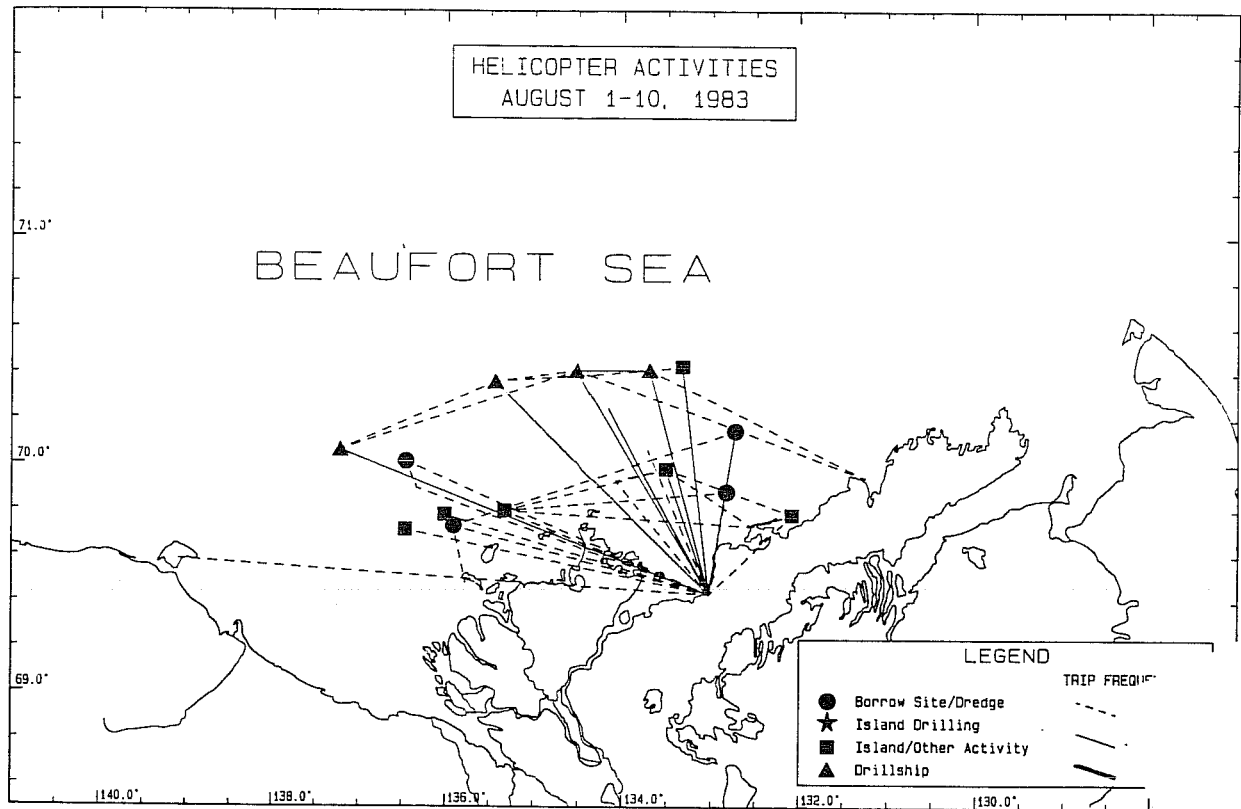 HELICOPTER ACTIVITIES
AUGUST 1-10, 1983
71.0°
BEAUFORT SEA
70.0°
69.0°
LEGEND
TRIP
Borrow Site/Dredge
Island Drilling
Island/Other Activity
Drillship
140.0° 138.0° 136.0° 134.0° 132.0° 130.0°